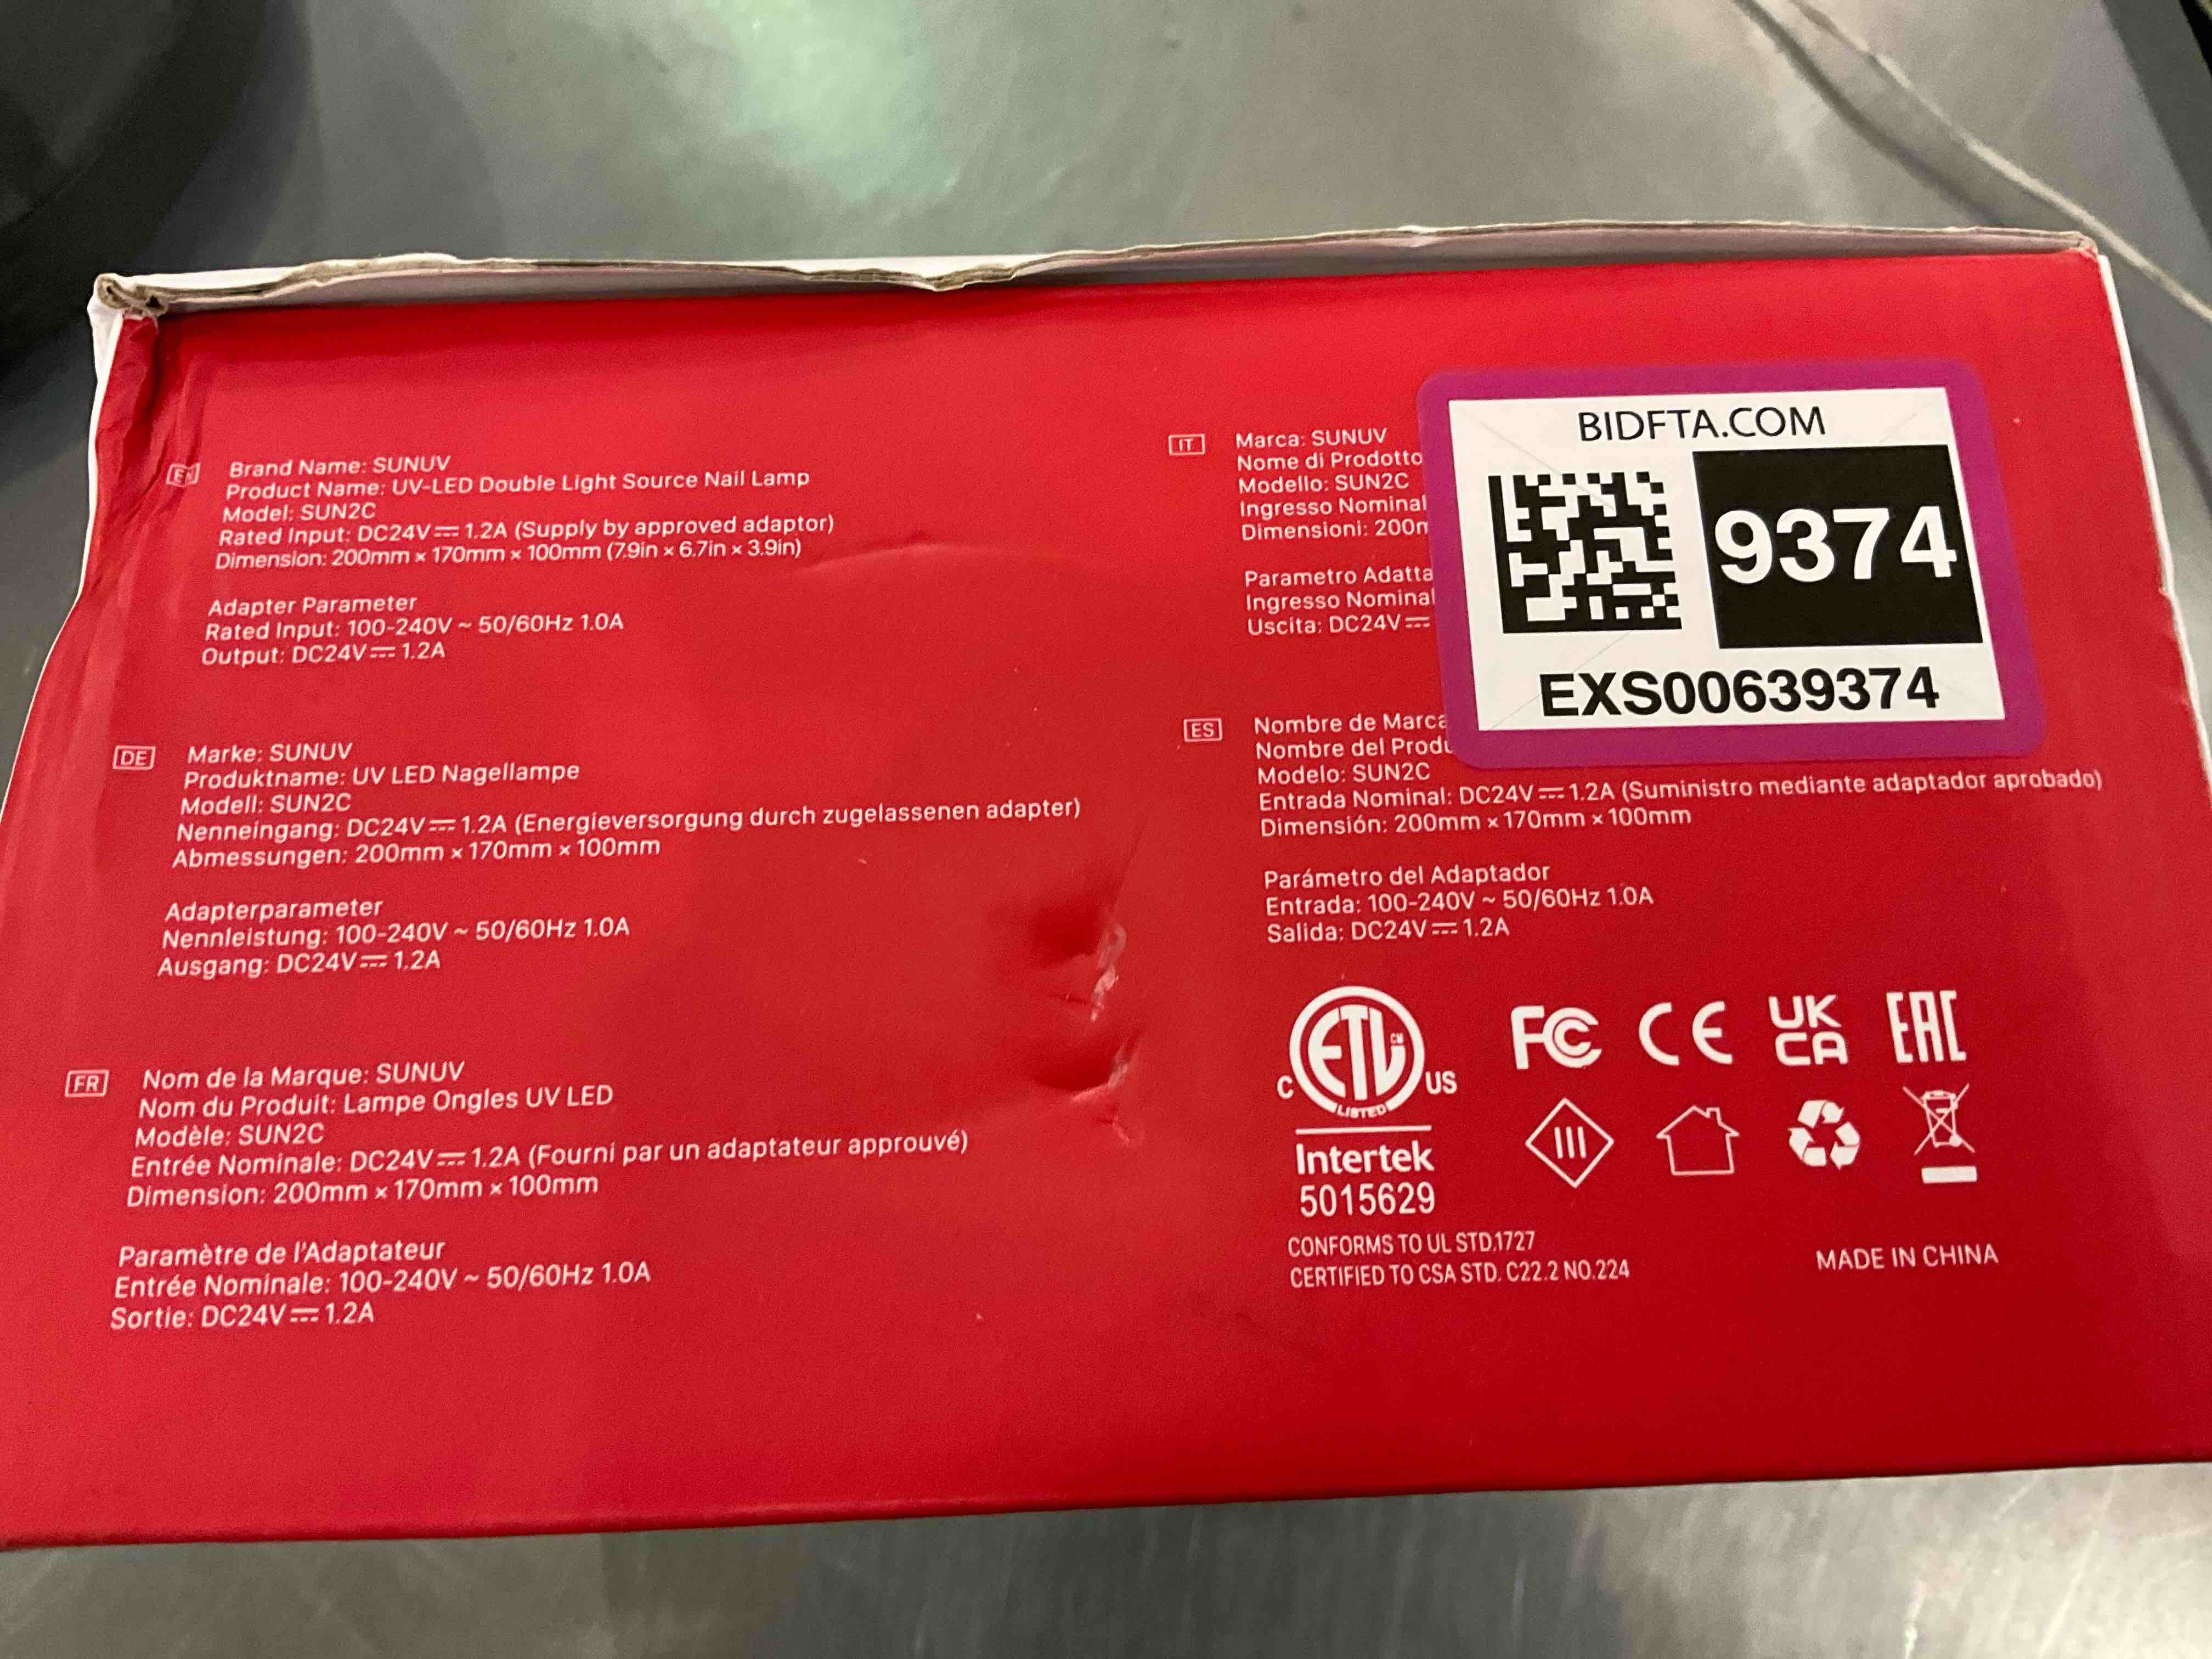 EN
Brand Name: SUNUV
Product Name: UV-LED Double Light Source Nail Lamp
Model: SUN2C
Rated Input: DC24V⎓1.2A (Supply by approved adaptor)
Dimension: 200mm × 170mm × 100mm (7.9in × 6.7in × 3.9in)
Adapter Parameter
Rated Input: 100-240V ~ 50/60Hz 1.0A
Output: DC24V⎓1.2A
DE
Marke: SUNUV
Produktname: UV LED Nagellampe
Modell: SUN2C
Nenneingang: DC24V⎓1.2A (Energieversorgung durch zugelassenen adapter)
Abmessungen: 200mm × 170mm × 100mm
Adapterparameter
Nennleistung: 100-240V ~ 50/60Hz 1.0A
Ausgang: DC24V⎓1.2A
FR
Nom de la Marque: SUNUV
Nom du Produit: Lampe Ongles UV LED
Modèle: SUN2C
Entrée Nominale: DC24V⎓1.2A (Fourni par un adaptateur approuvé)
Dimension: 200mm × 170mm × 100mm
Paramètre de l'Adaptateur
Entrée Nominale: 100-240V ~ 50/60Hz 1.0A
Sortie: DC24V⎓1.2A
IT
Marca: SUNUV
Nome di Prodotto
Modello: SUN2C
Ingresso Nominal
Dimensioni: 200m
Parametro Adatta
Ingresso Nominal
Uscita: DC24V⎓
BIDFTA.COM
9374
EXS00639374
ES
Nombre de Marca
Nombre del Produ
Modelo: SUN2C
Entrada Nominal: DC24V⎓1.2A (Suministro mediante adaptador aprobado)
Dimensión: 200mm × 170mm × 100mm
Parámetro del Adaptador
Entrada: 100-240V ~ 50/60Hz 1.0A
Salida: DC24V⎓1.2A
C ETL CM US
LISTED
Intertek
5015629
FC CE UK CA EAC
III
CONFORMS TO UL STD.1727
CERTIFIED TO CSA STD. C22.2 NO.224
MADE IN CHINA